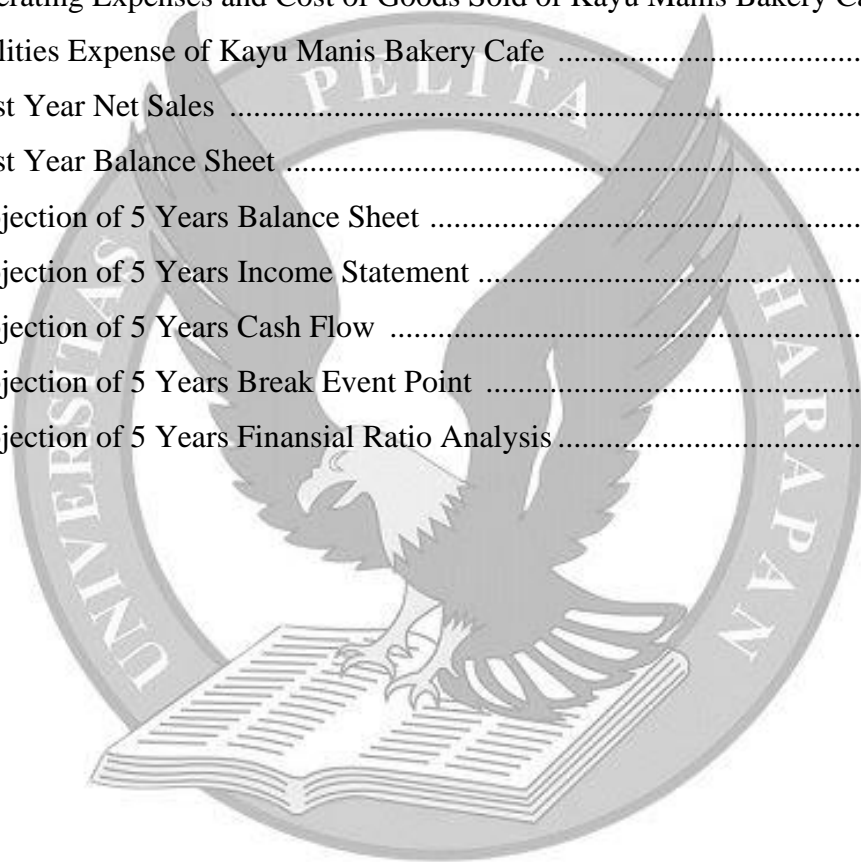 erating Expenses and Cost of Goods Sold of Kayu Manis Bakery Ca
lities Expense of Kayu Manis Bakery Cafe ........................................
st Year Net Sales ........................................................................................
st Year Balance Sheet ................................................................................
jection of 5 Years Balance Sheet ............................................................
jection of 5 Years Income Statement .....................................................
jection of 5 Years Cash Flow ..................................................................
jection of 5 Years Break Event Point ....................................................
jection of 5 Years Finansial Ratio Analysis ..........................................
UNIVERSITAS PELITA HARAPAN